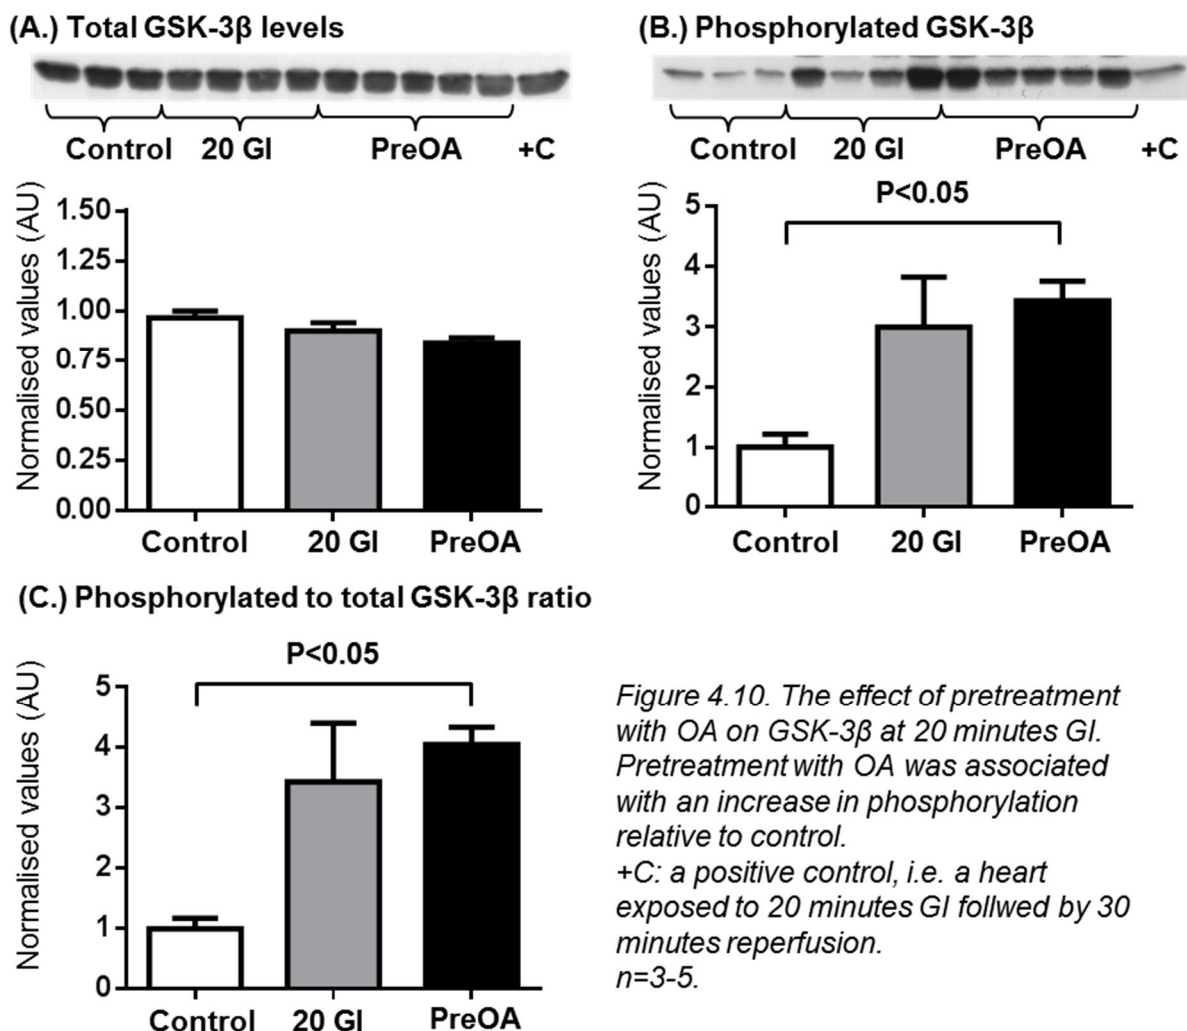 (A.) Total GSK-3β levels
Control 20 GI PreOA +C
Normalised values (AU)
1.50
1.25
1.00
0.75
0.50
0.25
0.00
Control 20 GI PreOA
(B.) Phosphorylated GSK-3β
Control 20 GI PreOA +C
P<0.05
Normalised values (AU)
5
4
3
2
1
0
Control 20 GI PreOA
(C.) Phosphorylated to total GSK-3β ratio
P<0.05
Normalised values (AU)
5
4
3
2
1
0
Control 20 GI PreOA
Figure 4.10. The effect of pretreatment
with OA on GSK-3β at 20 minutes GI.
Pretreatment with OA was associated
with an increase in phosphorylation
relative to control.
+C: a positive control, i.e. a heart
exposed to 20 minutes GI follwed by 30
minutes reperfusion.
n=3-5.